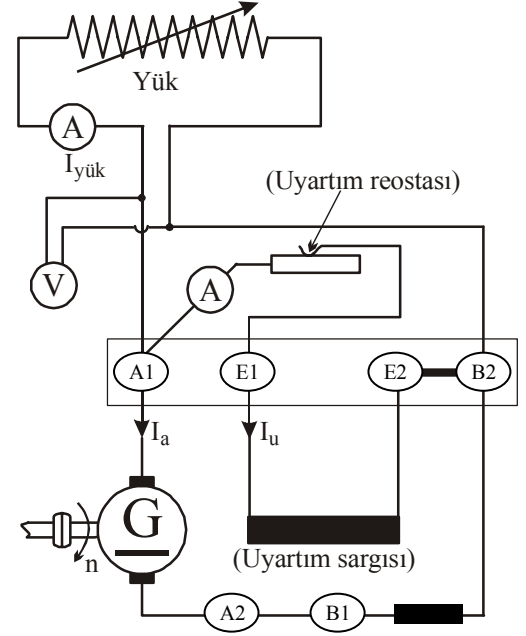 Yük
A
Iyük
(Uyartım reostası)
V
A
A1
E1
E2
B2
Ia
Iu
G
n
(Uyartım sargısı)
A2
B1